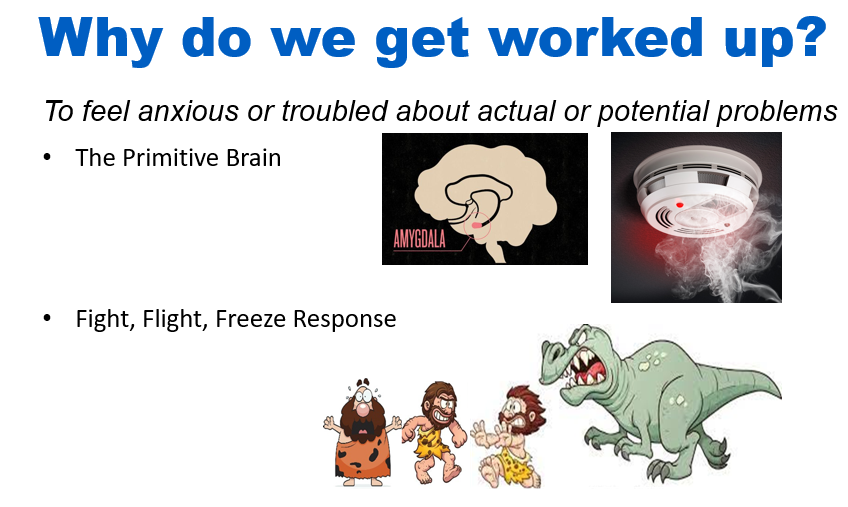 Why do we get worked up?
To feel anxious or troubled about actual or potential problems
• The Primitive Brain
AMYGDALA
• Fight, Flight, Freeze Response